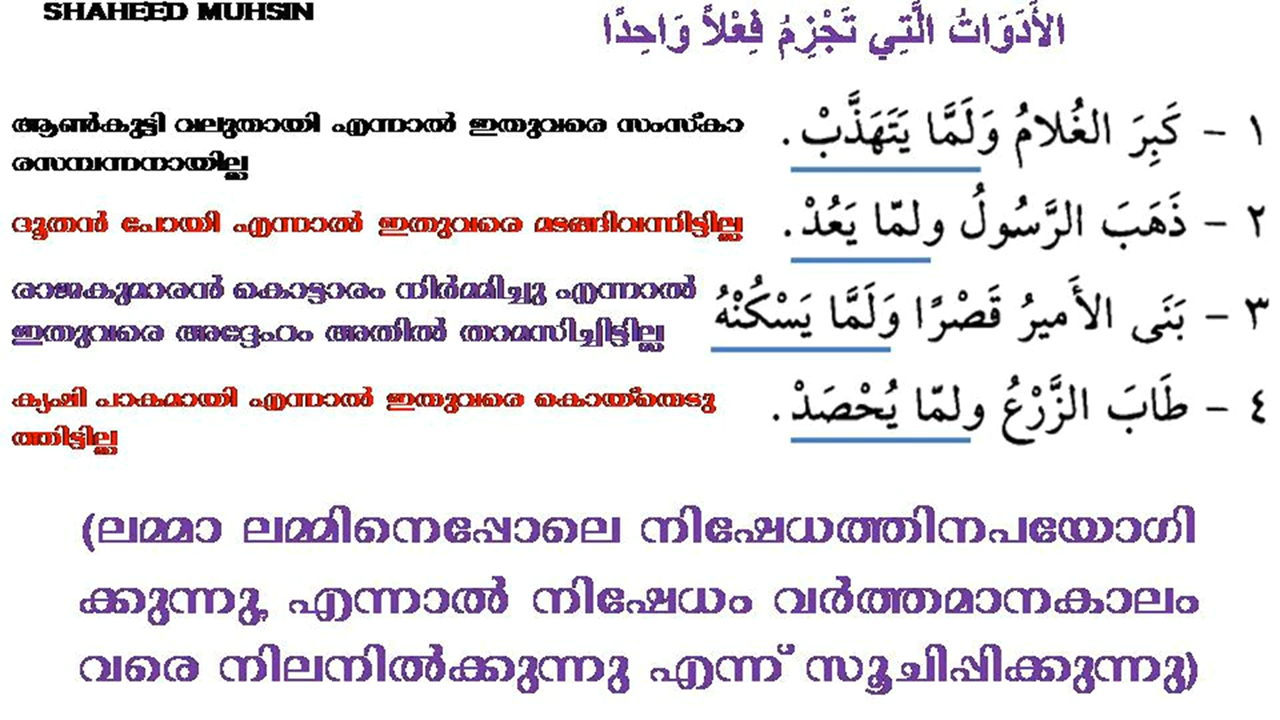 SHAHEED MUHSIN
الأَدَوَاتُ الَّتِي تَجْزِمُ فِعْلاً وَاحِدًا
١ - كَبِرَ الغُلامُ وَلَمَّا يَتَهَذَّبْ .
ആൺകുട്ടി വലുതായി എന്നാൽ ഇതുവരെ സംസ്കാ
രസമ്പന്നനായില്ല
٢ - ذَهَبَ الرَّسُولُ ولمّا يَعُدْ .
ദൂതൻ പോയി എന്നാൽ ഇതുവരെ മടങ്ങിവന്നിട്ടില്ല
٣ - بَنَى الأَميرُ قَصْرًا وَلَمَّا يَسْكُنْهُ
രാജകുമാരൻ കൊട്ടാരം നിർമമിച്ചു എന്നാൽ
ഇതുവരെ അദ്ദേഹം അതിൽ താമസിച്ചിട്ടില്ല
٤ - طَابَ الزَّرْعُ ولمّا يُحْصَدْ .
കൃഷി പാകമായി എന്നാൽ ഇതുവരെ കൊയ്തെടു
ത്തിട്ടില്ല
(ലമ്മാ ലമ്മിനെപ്പോലെ നിഷേധത്തിനപയോഗി
ക്കുന്നു, എന്നാൽ നിഷേധം വർത്തമാനകാലം
വരെ നിലനിൽക്കുന്നു എന്ന് സൂചിപ്പിക്കുന്നു)